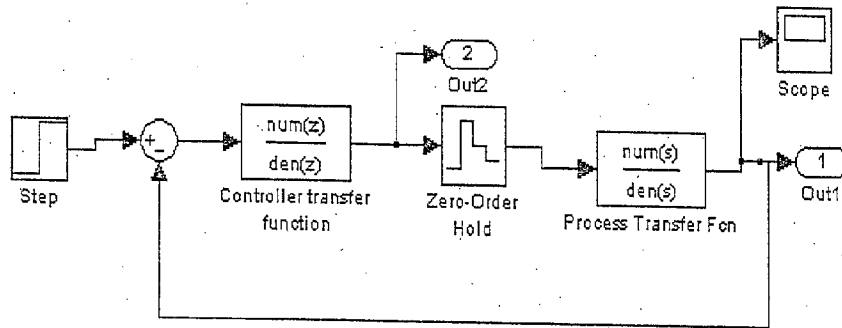 2
Out2
Scope
+
−
num(z)
den(z)
num(s)
den(s)
1
Out1
Step
Controller transfer
function
Zero-Order
Hold
Process Transfer Fcn